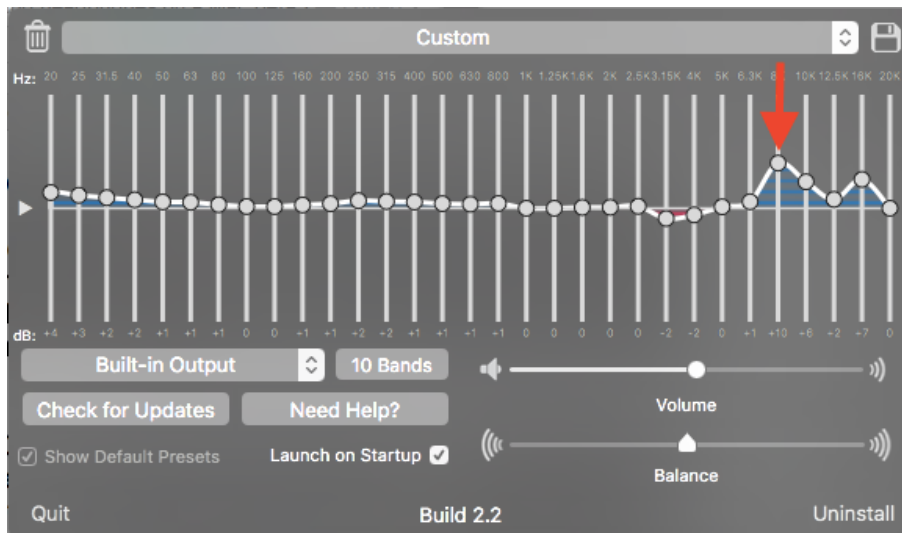 Custom
Hz: 20 25 31.5 40 50 63 80 100 125 160 200 250 315 400 500 630 800 1K 1.25K 1.6K 2K 2.5K 3.15K 4K 5K 6.3K 10K 12.5K 16K 20K
dB: +4 +3 +2 +2 +1 +1 +1 0 0 +1 +1 +2 +2 +2 +1 +1 +1 0 0 0 0 0 -2 -2 0 +1 +10 +6 +2 +7 0
Built-in Output 10 Bands
Check for Updates Need Help? Volume
Show Default Presets Launch on Startup
Balance
Quit Build 2.2 Uninstall